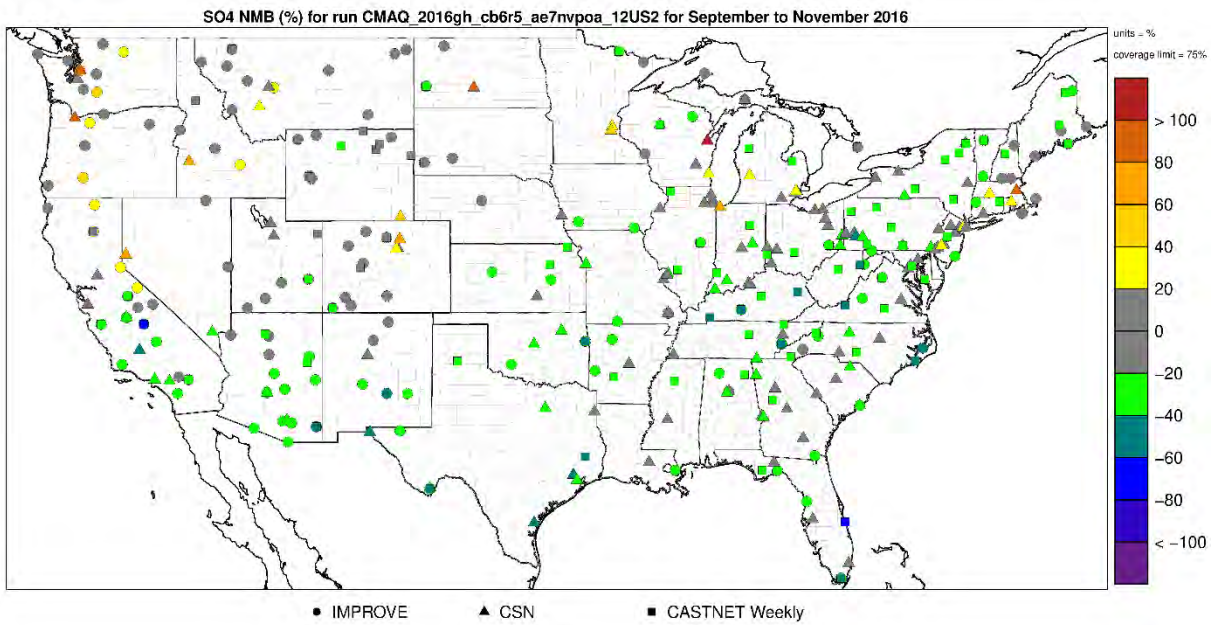 SO4 NMB (%) for run CMAQ_2016gh_cb6r5_ae7nvpoa_12US2 for September to November 2016
units = %
coverage limit = 75%
> 100
80
60
40
20
0
−20
−40
−60
−80
< −100
IMPROVE
CSN
CASTNET Weekly